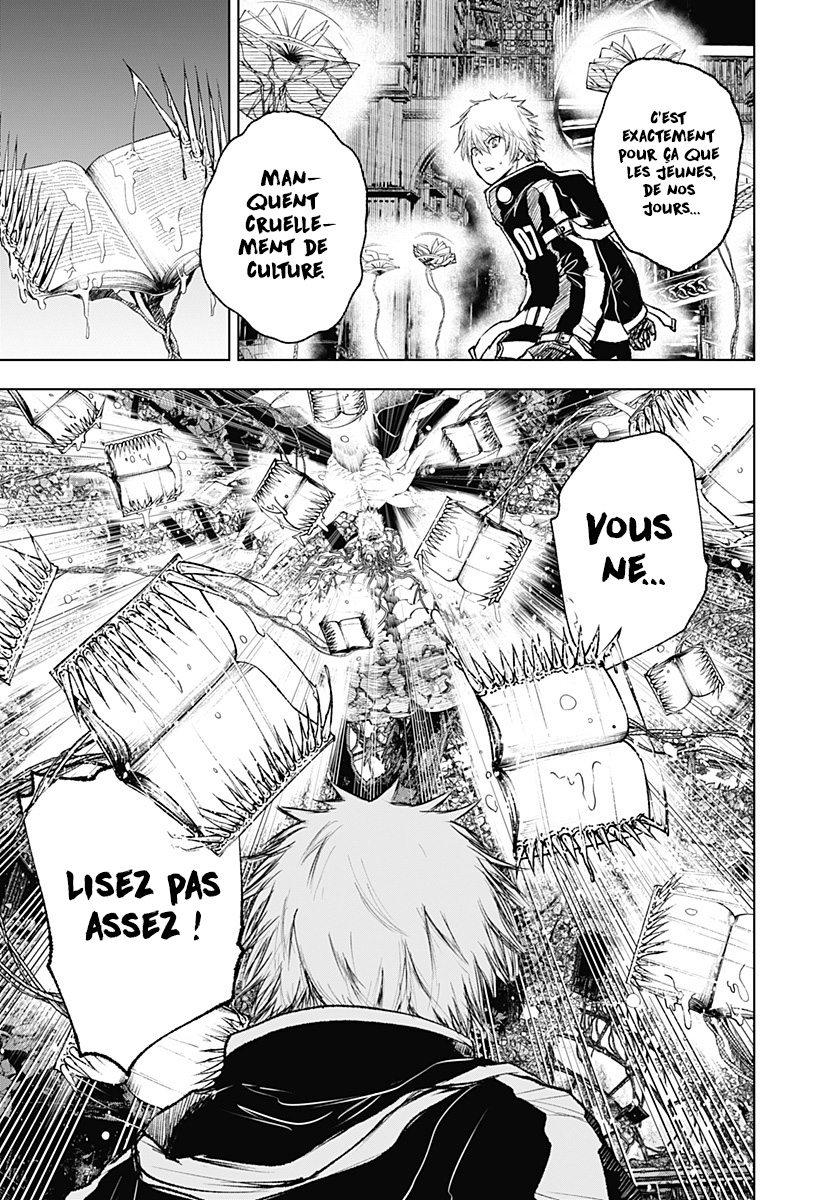 C'EST
EXACTEMENT
POUR ÇA QUE
LES JEUNES,
DE NOS
JOURS...
MAN-
QUENT
CRUELLE-
MENT DE
CULTURE.
07
VOUS
NE...
LISEZ PAS
ASSEZ !